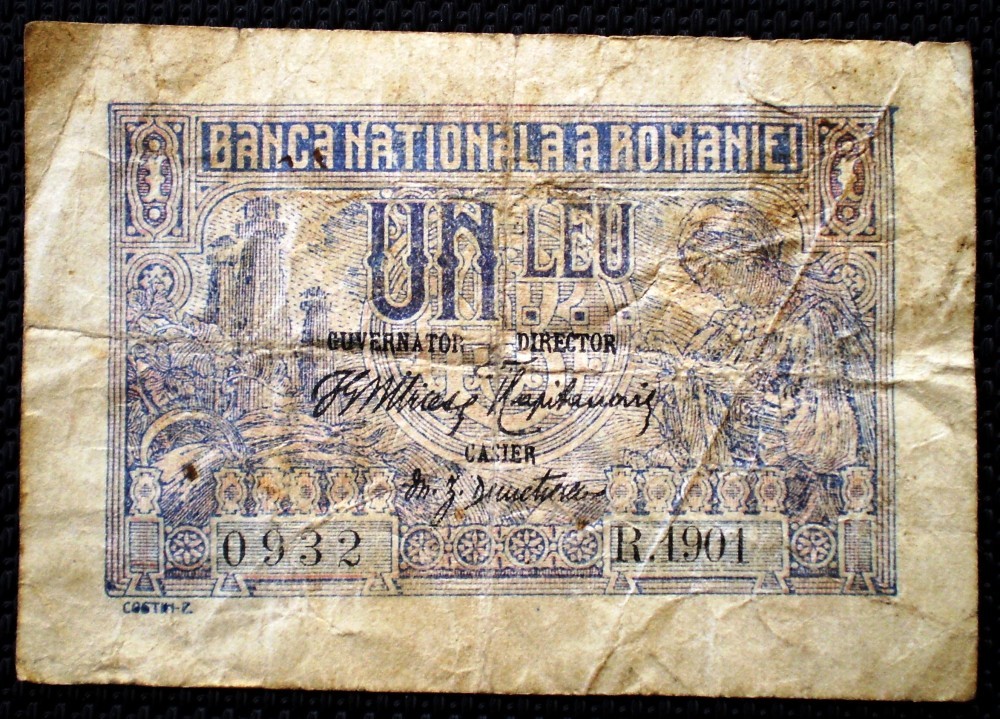 BANCA NATIONALA A ROMANIEI
UN LEU
GUVERNATOR DIRECTOR
CASIER
0932 R.1901
COSTIN-P.